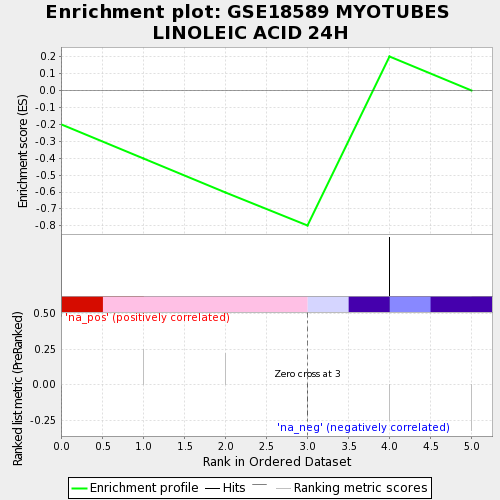 Enrichment plot: GSE18589 MYOTUBES
LINOLEIC ACID 24H
Enrichment score (ES)
0.2
0.1
0.0
-0.1
-0.2
-0.3
-0.4
-0.5
-0.6
-0.7
-0.8
Ranked list metric (PreRanked)
0.50
0.25
0.00
-0.25
'na_pos' (positively correlated)
Zero cross at 3
'na_neg' (negatively correlated)
0.0 0.5 1.0 1.5 2.0 2.5 3.0 3.5 4.0 4.5 5.0
Rank in Ordered Dataset
Enrichment profile Hits Ranking metric scores